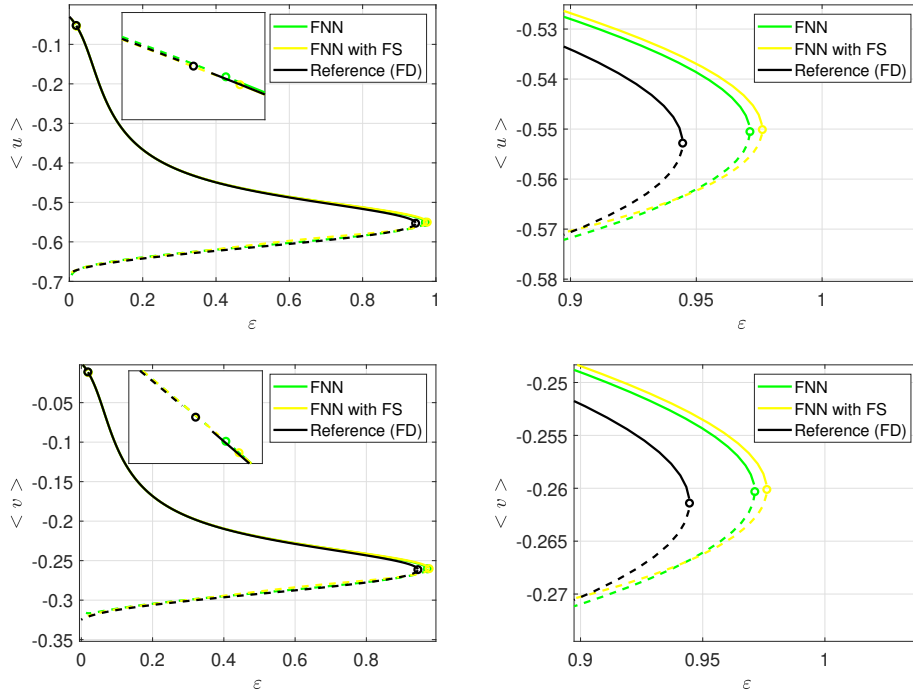 FNN
FNN with FS
Reference (FD)
-0.1
-0.2
-0.3
-0.4
-0.5
-0.6
-0.7
0
0.2
0.4
0.6
0.8
1
ε
< u >
FNN
FNN with FS
Reference (FD)
-0.53
-0.54
-0.55
-0.56
-0.57
-0.58
0.9
0.95
1
ε
< u >
FNN
FNN with FS
Reference (FD)
-0.05
-0.1
-0.15
-0.2
-0.25
-0.3
-0.35
0
0.2
0.4
0.6
0.8
ε
< v >
FNN
FNN with FS
Reference (FD)
-0.25
-0.255
-0.26
-0.265
-0.27
0.9
0.95
1
ε
< v >